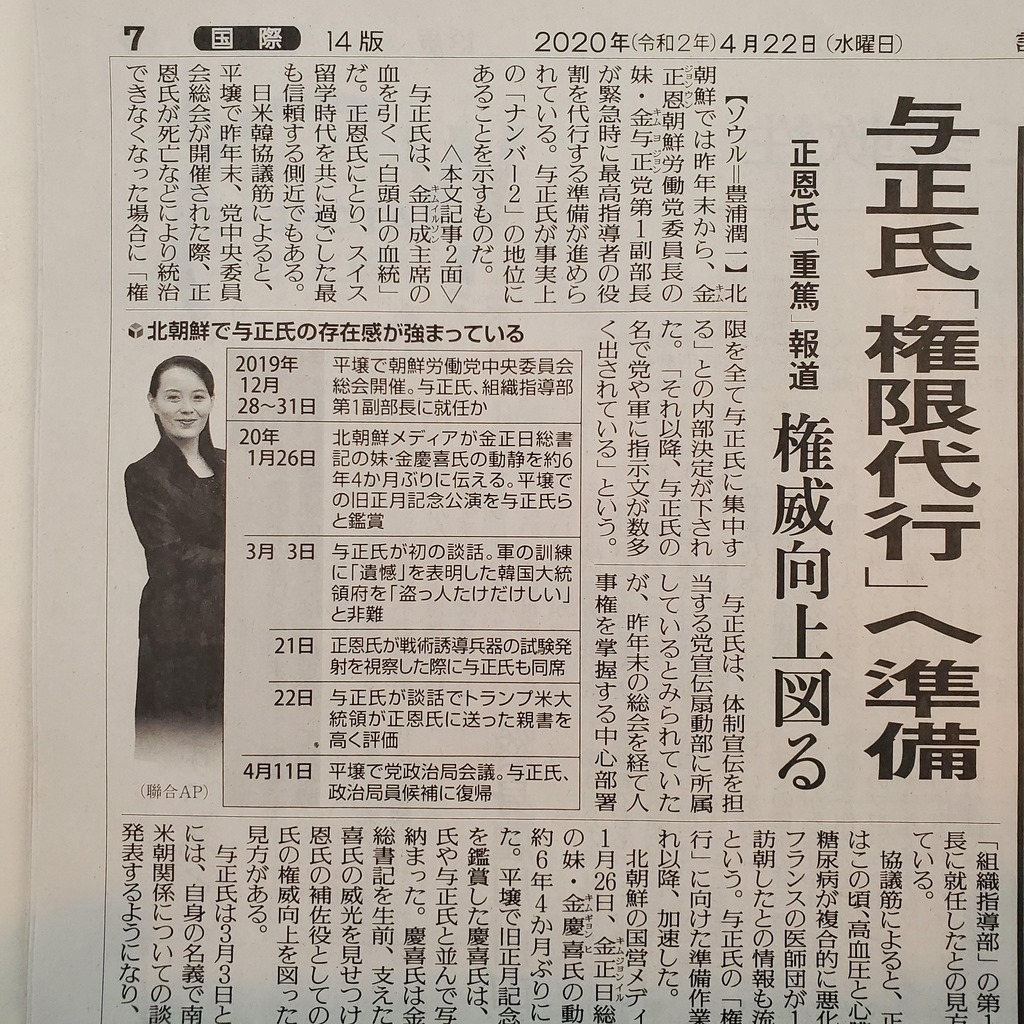 7
国際
14版
2020年(令和2年)4月22日(水曜日)
与正氏「権限代行」へ準備
正恩氏「重篤」報道
権威向上図る
【ソウル=豊浦潤一】北
朝鮮では昨年末から、金
キム
正恩朝鮮労働党委員長の
ジョンウン
妹・金与正党第1副部長
キムヨジョン
が緊急時に最高指導者の役
割を代行する準備が進めら
れている。与正氏が事実上
の「ナンバー2」の地位に
あることを示すものだ。
〈本文記事2面〉
与正氏は、金日成主席の
キムイルソン
血を引く「白頭山の血統」
だ。正恩氏にとり、スイス
留学時代を共に過ごした最
も信頼する側近でもある。
日米韓協議筋によると、
平壌で昨年末、党中央委員
会総会が開催された際、正
恩氏が死亡などにより統治
できなくなった場合に「権
限を全て与正氏に集中す
る」との内部決定が下され
た。「それ以降、与正氏の
名で党や軍に指示文が数多
く出されている」という。
与正氏は、体制宣伝を担
当する党宣伝扇動部に所属
しているとみられていた
が、昨年末の総会を経て人
事権を掌握する中心部署
北朝鮮で与正氏の存在感が強まっている
2019年
12月
28〜31日
平壌で朝鮮労働党中央委員会
総会開催。与正氏、組織指導部
第1副部長に就任か
20年
1月26日
北朝鮮メディアが金正日総書
記の妹・金慶喜氏の動静を約6
年4か月ぶりに伝える。平壌で
の旧正月記念公演を与正氏ら
と鑑賞
3月 3日
与正氏が初の談話。軍の訓練
に「遺憾」を表明した韓国大統
領府を「盗っ人たけだけしい」
と非難
21日
正恩氏が戦術誘導兵器の試験発
射を視察した際に与正氏も同席
22日
与正氏が談話でトランプ米大
統領が正恩氏に送った親書を
高く評価
4月11日
平壌で党政治局会議。与正氏、
政治局員候補に復帰
(聯合AP)
「組織指導部」の第1
長に就任したとの見方
ている。
協議筋によると、正
はこの頃、高血圧と心
糖尿病が複合的に悪化
フランスの医師団が1
訪朝したとの情報も流
という。与正氏の「権
行」に向けた準備作業
れ以降、加速した。
北朝鮮の国営メディ
1月26日、金正日総
キムジョンイル
の妹・金慶喜氏の動
キムギョンヒ
約6年4か月ぶりに
た。平壌で旧正月記念
を鑑賞した慶喜氏は、
氏や与正氏と並んで写
納まった。慶喜氏は金
総書記を生前、支えた
喜氏の威光を見せつけ
恩氏の補佐役としての
氏の権威向上を図った
見方がある。
与正氏は3月3日と
には、自身の名義で南
米朝関係についての談
発表するようになり、